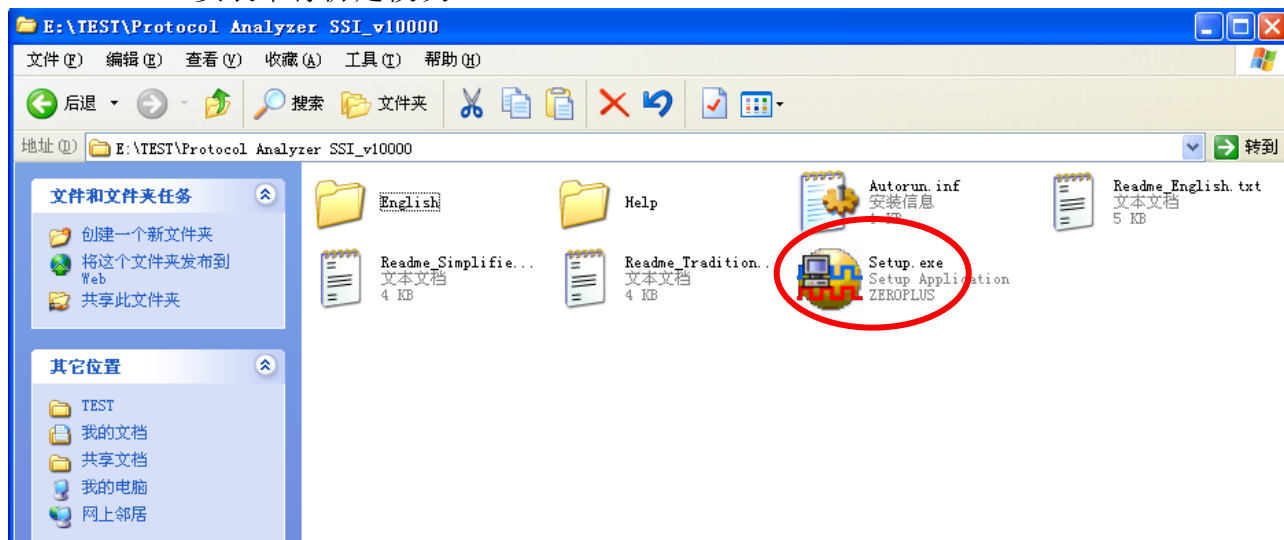 E:\TEST\Protocol Analyzer SSI_v10000
文件(F) 编辑(E) 查看(V) 收藏(A) 工具(T) 帮助(H)
后退 搜索 文件夹
地址(D) E:\TEST\Protocol Analyzer SSI_v10000 转到
文件和文件夹任务
创建一个新文件夹
将这个文件夹发布到
Web
共享此文件夹
其它位置
TEST
我的文档
共享文档
我的电脑
网上邻居
English
Help
Autorun.inf
安装信息
1 KB
Readme_English.txt
文本文档
5 KB
Readme_Simplifie...
文本文档
4 KB
Readme_Tradition...
文本文档
4 KB
Setup.exe
Setup Application
ZEROPLUS